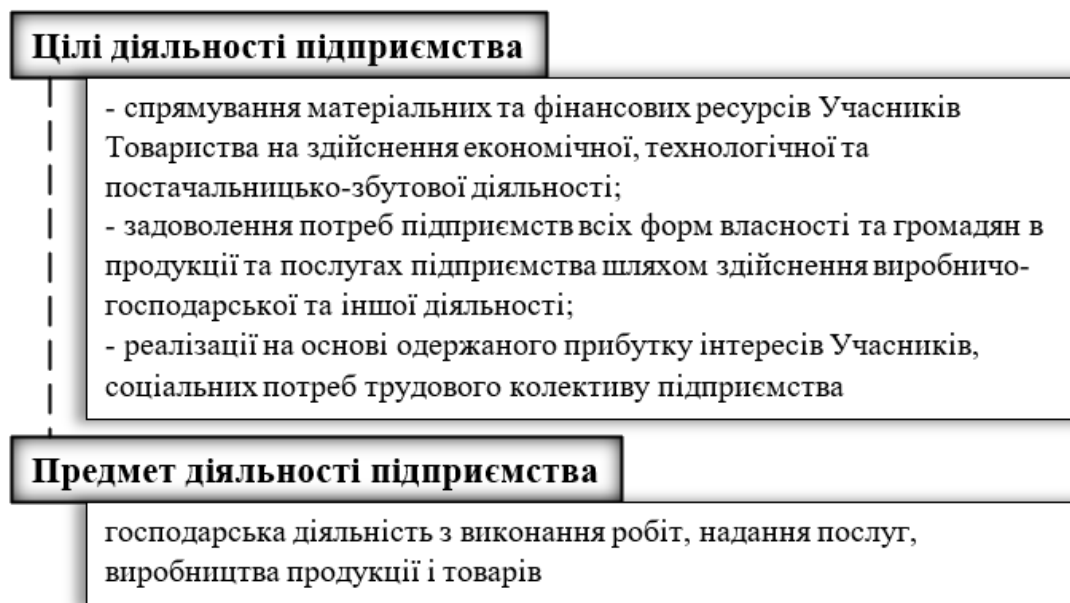 Цілі діяльності підприємства
- спрямування матеріальних та фінансових ресурсів Учасників
Товариства на здійснення економічної, технологічної та
постачальницько-збутової діяльності;
- задоволення потреб підприємств всіх форм власності та громадян в
продукції та послугах підприємства шляхом здійснення виробничо-
господарської та іншої діяльності;
- реалізації на основі одержаного прибутку інтересів Учасників,
соціальних потреб трудового колективу підприємства
Предмет діяльності підприємства
господарська діяльність з виконання робіт, надання послуг,
виробництва продукції і товарів